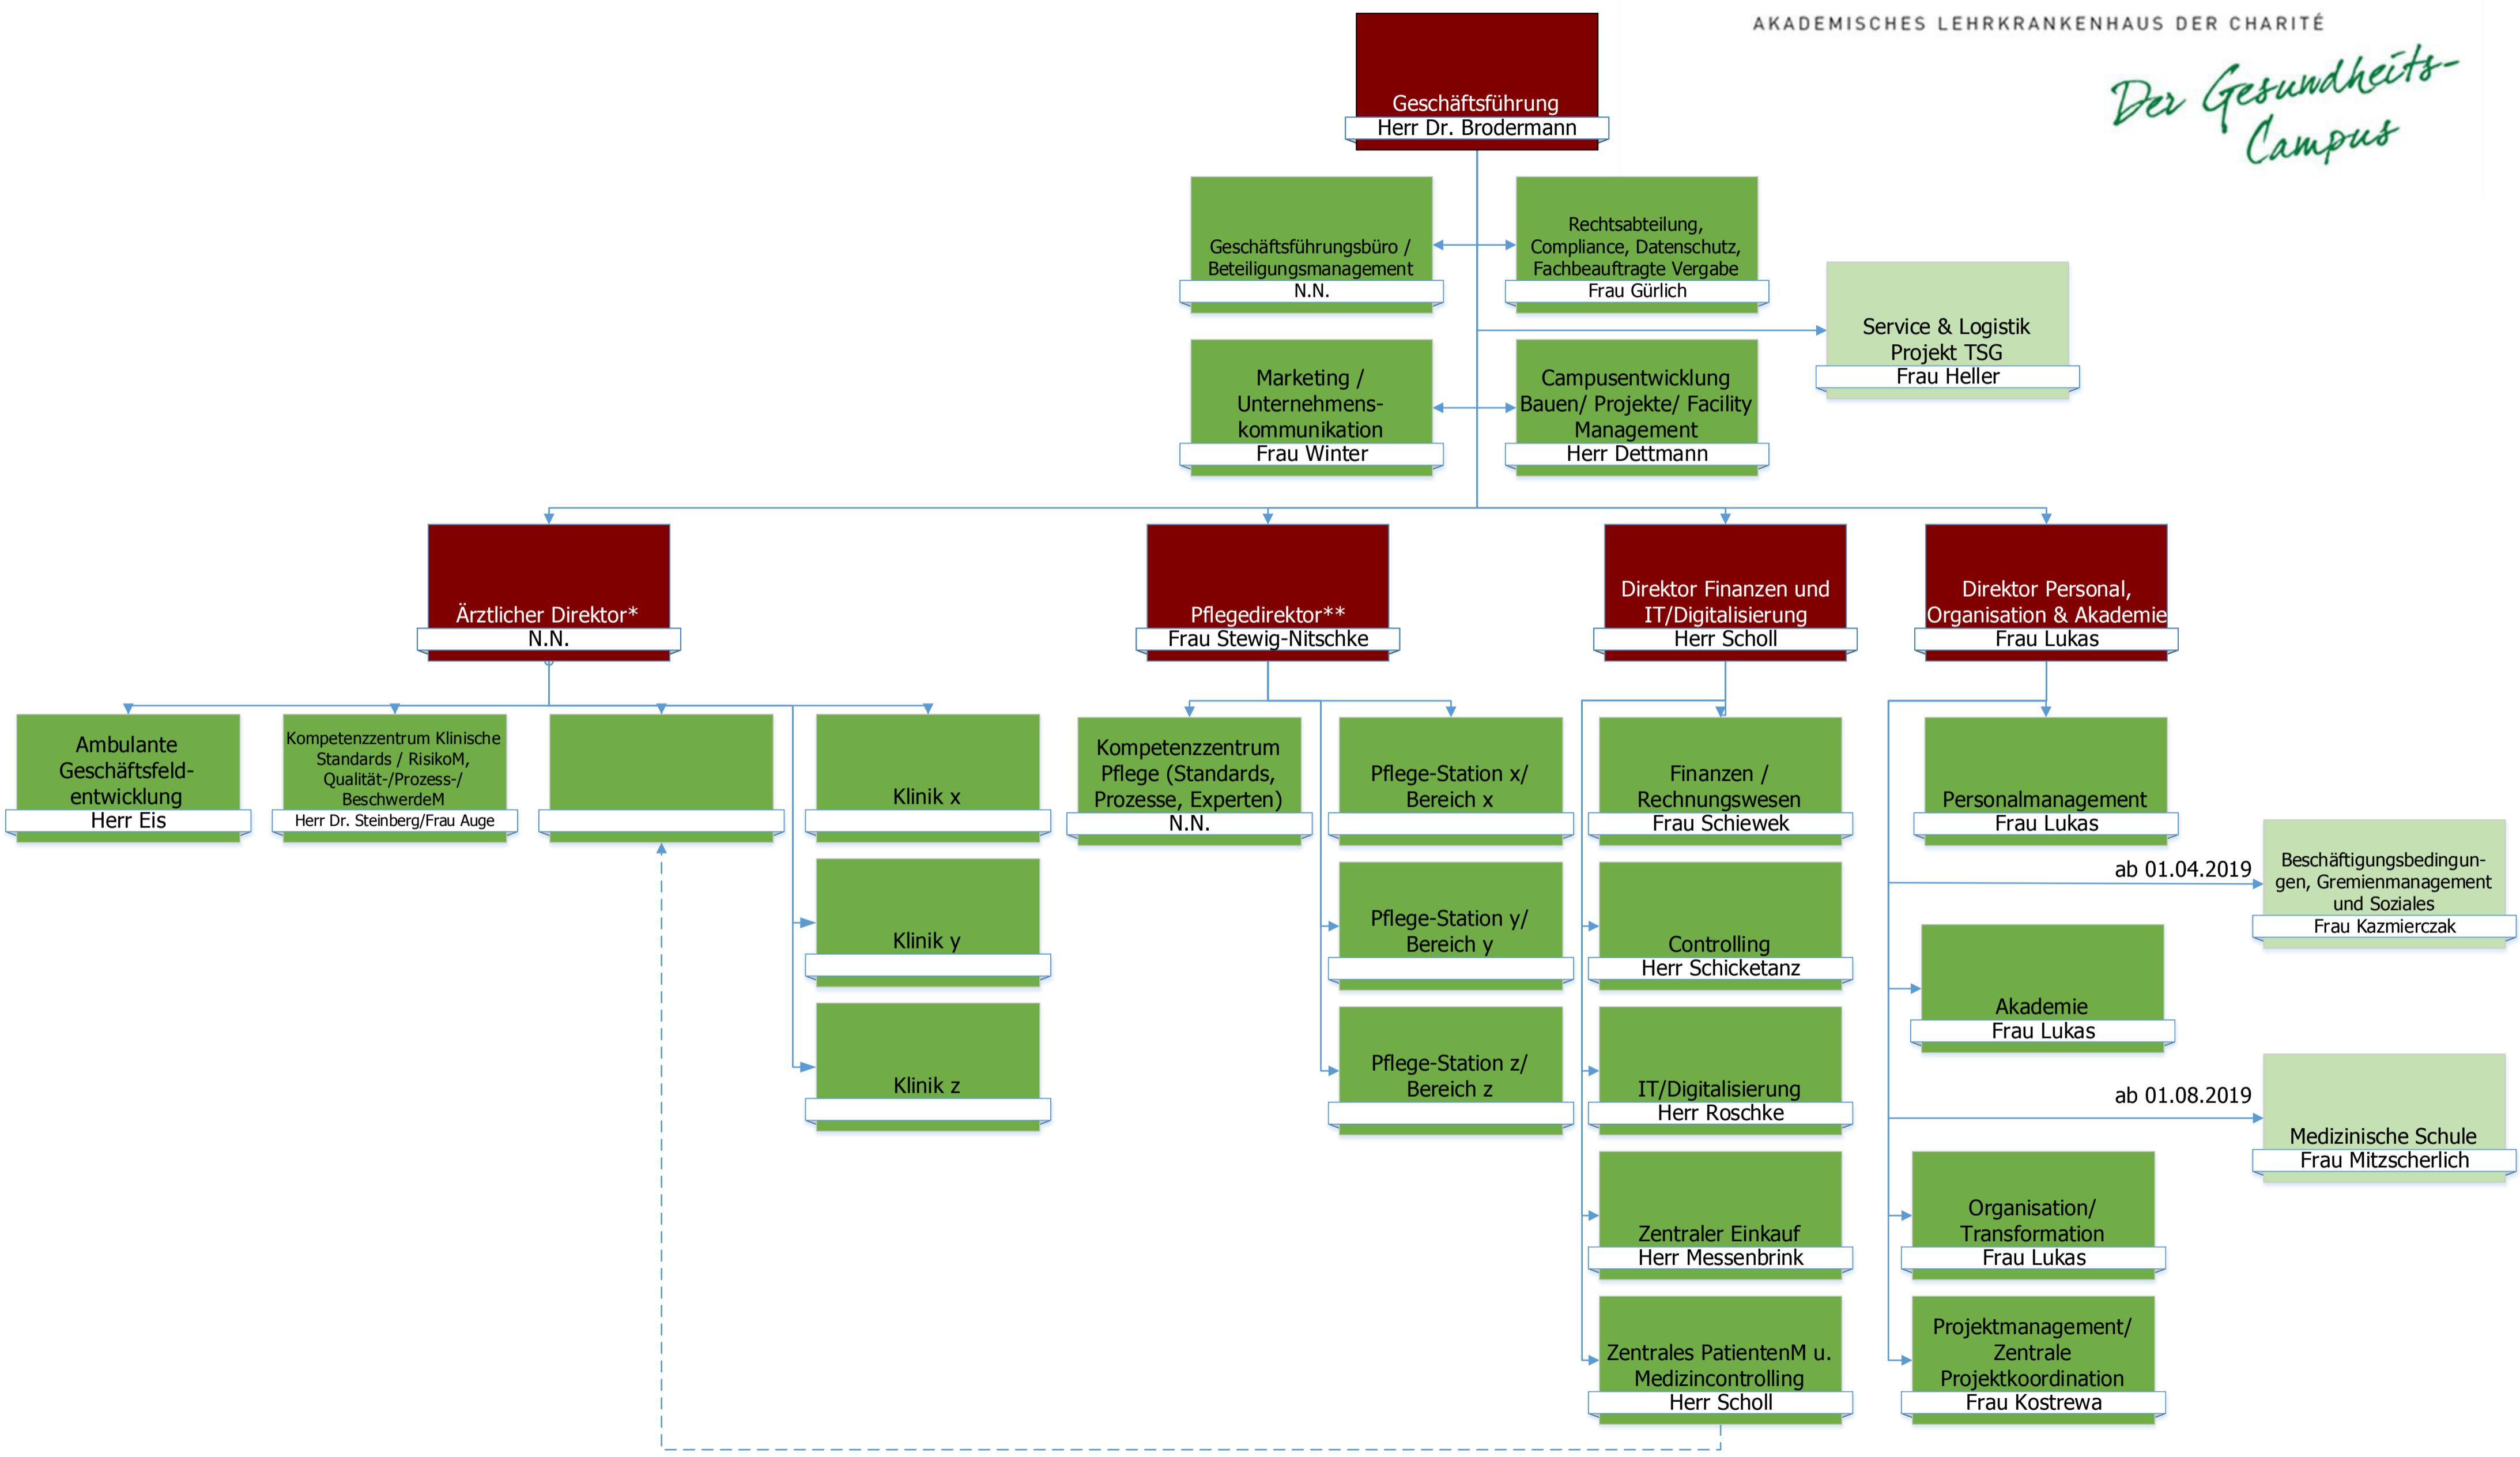 AKADEMISCHES LEHRKRANKENHAUS DER CHARITÉ
Der Gesundheits-
Campus
Geschäftsführung
Herr Dr. Brodermann
Geschäftsführungsbüro /
Beteiligungsmanagement
N.N.
Rechtsabteilung,
Compliance, Datenschutz,
Fachbeauftragte Vergabe
Frau Gürlich
Service & Logistik
Projekt TSG
Frau Heller
Marketing /
Unternehmens-
kommunikation
Frau Winter
Campusentwicklung
Bauen/ Projekte/ Facility
Management
Herr Dettmann
Ärztlicher Direktor*
N.N.
Pflegedirektor**
Frau Stewig-Nitschke
Direktor Finanzen und
IT/Digitalisierung
Herr Scholl
Direktor Personal,
Organisation & Akademie
Frau Lukas
Ambulante
Geschäftsfeld-
entwicklung
Herr Eis
Kompetenzzentrum Klinische
Standards / RisikoM,
Qualität-/Prozess-/
BeschwerdeM
Herr Dr. Steinberg/Frau Auge
Klinik x
Klinik y
Klinik z
Kompetenzzentrum
Pflege (Standards,
Prozesse, Experten)
N.N.
Pflege-Station x/
Bereich x
Pflege-Station y/
Bereich y
Pflege-Station z/
Bereich z
Finanzen /
Rechnungswesen
Frau Schiewek
Controlling
Herr Schicketanz
IT/Digitalisierung
Herr Roschke
Zentraler Einkauf
Herr Messenbrink
Zentrales PatientenM u.
Medizincontrolling
Herr Scholl
Personalmanagement
Frau Lukas
ab 01.04.2019
Beschäftigungsbedingun-
gen, Gremienmanagement
und Soziales
Frau Kazmierczak
Akademie
Frau Lukas
ab 01.08.2019
Medizinische Schule
Frau Mitzscherlich
Organisation/
Transformation
Frau Lukas
Projektmanagement/
Zentrale
Projektkoordination
Frau Kostrewa